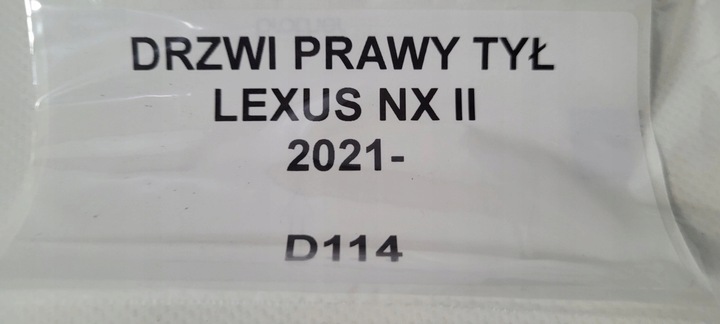 DRZWI PRAWY TYŁ
LEXUS NX II
2021-
D114